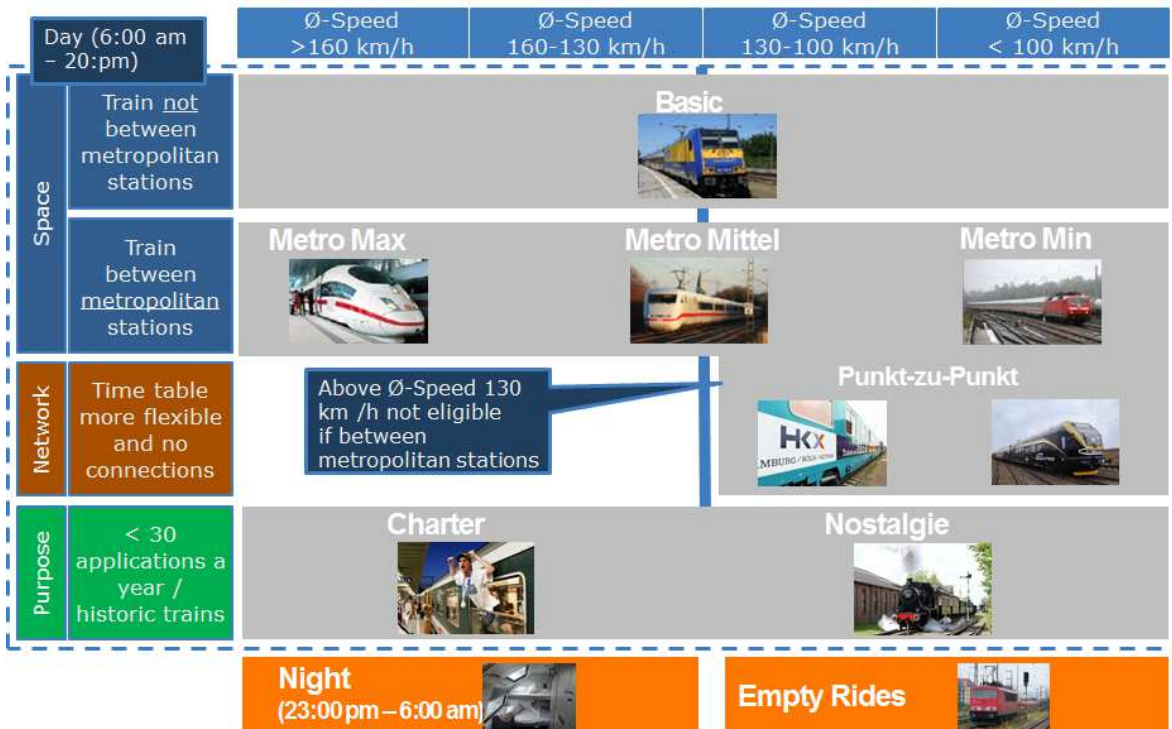 Day (6:00 am
– 20:pm)
Ø-Speed
>160 km/h
Ø-Speed
160-130 km/h
Ø-Speed
130-100 km/h
Ø-Speed
< 100 km/h
Space
Train not
between
metropolitan
stations
Basic
Train
between
metropolitan
stations
Metro Max
Metro Mittel
Metro Min
Network
Time table
more flexible
and no
connections
Above Ø-Speed 130
km /h not eligible
if between
metropolitan stations
Punkt-zu-Punkt
HKX
Purpose
< 30
applications a
year /
historic trains
Charter
Nostalgie
Night
(23:00 pm – 6:00 am)
Empty Rides